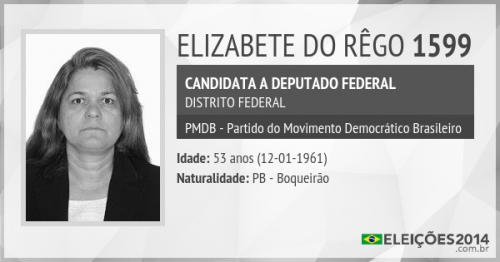 ELIZABETE DO RÊGO 1599
CANDIDATA A DEPUTADO FEDERAL
DISTRITO FEDERAL
PMDB - Partido do Movimento Democrático Brasileiro
Idade: 53 anos (12-01-1961)
Naturalidade: PB - Boqueirão
ELEIÇÕES2014
.com.br